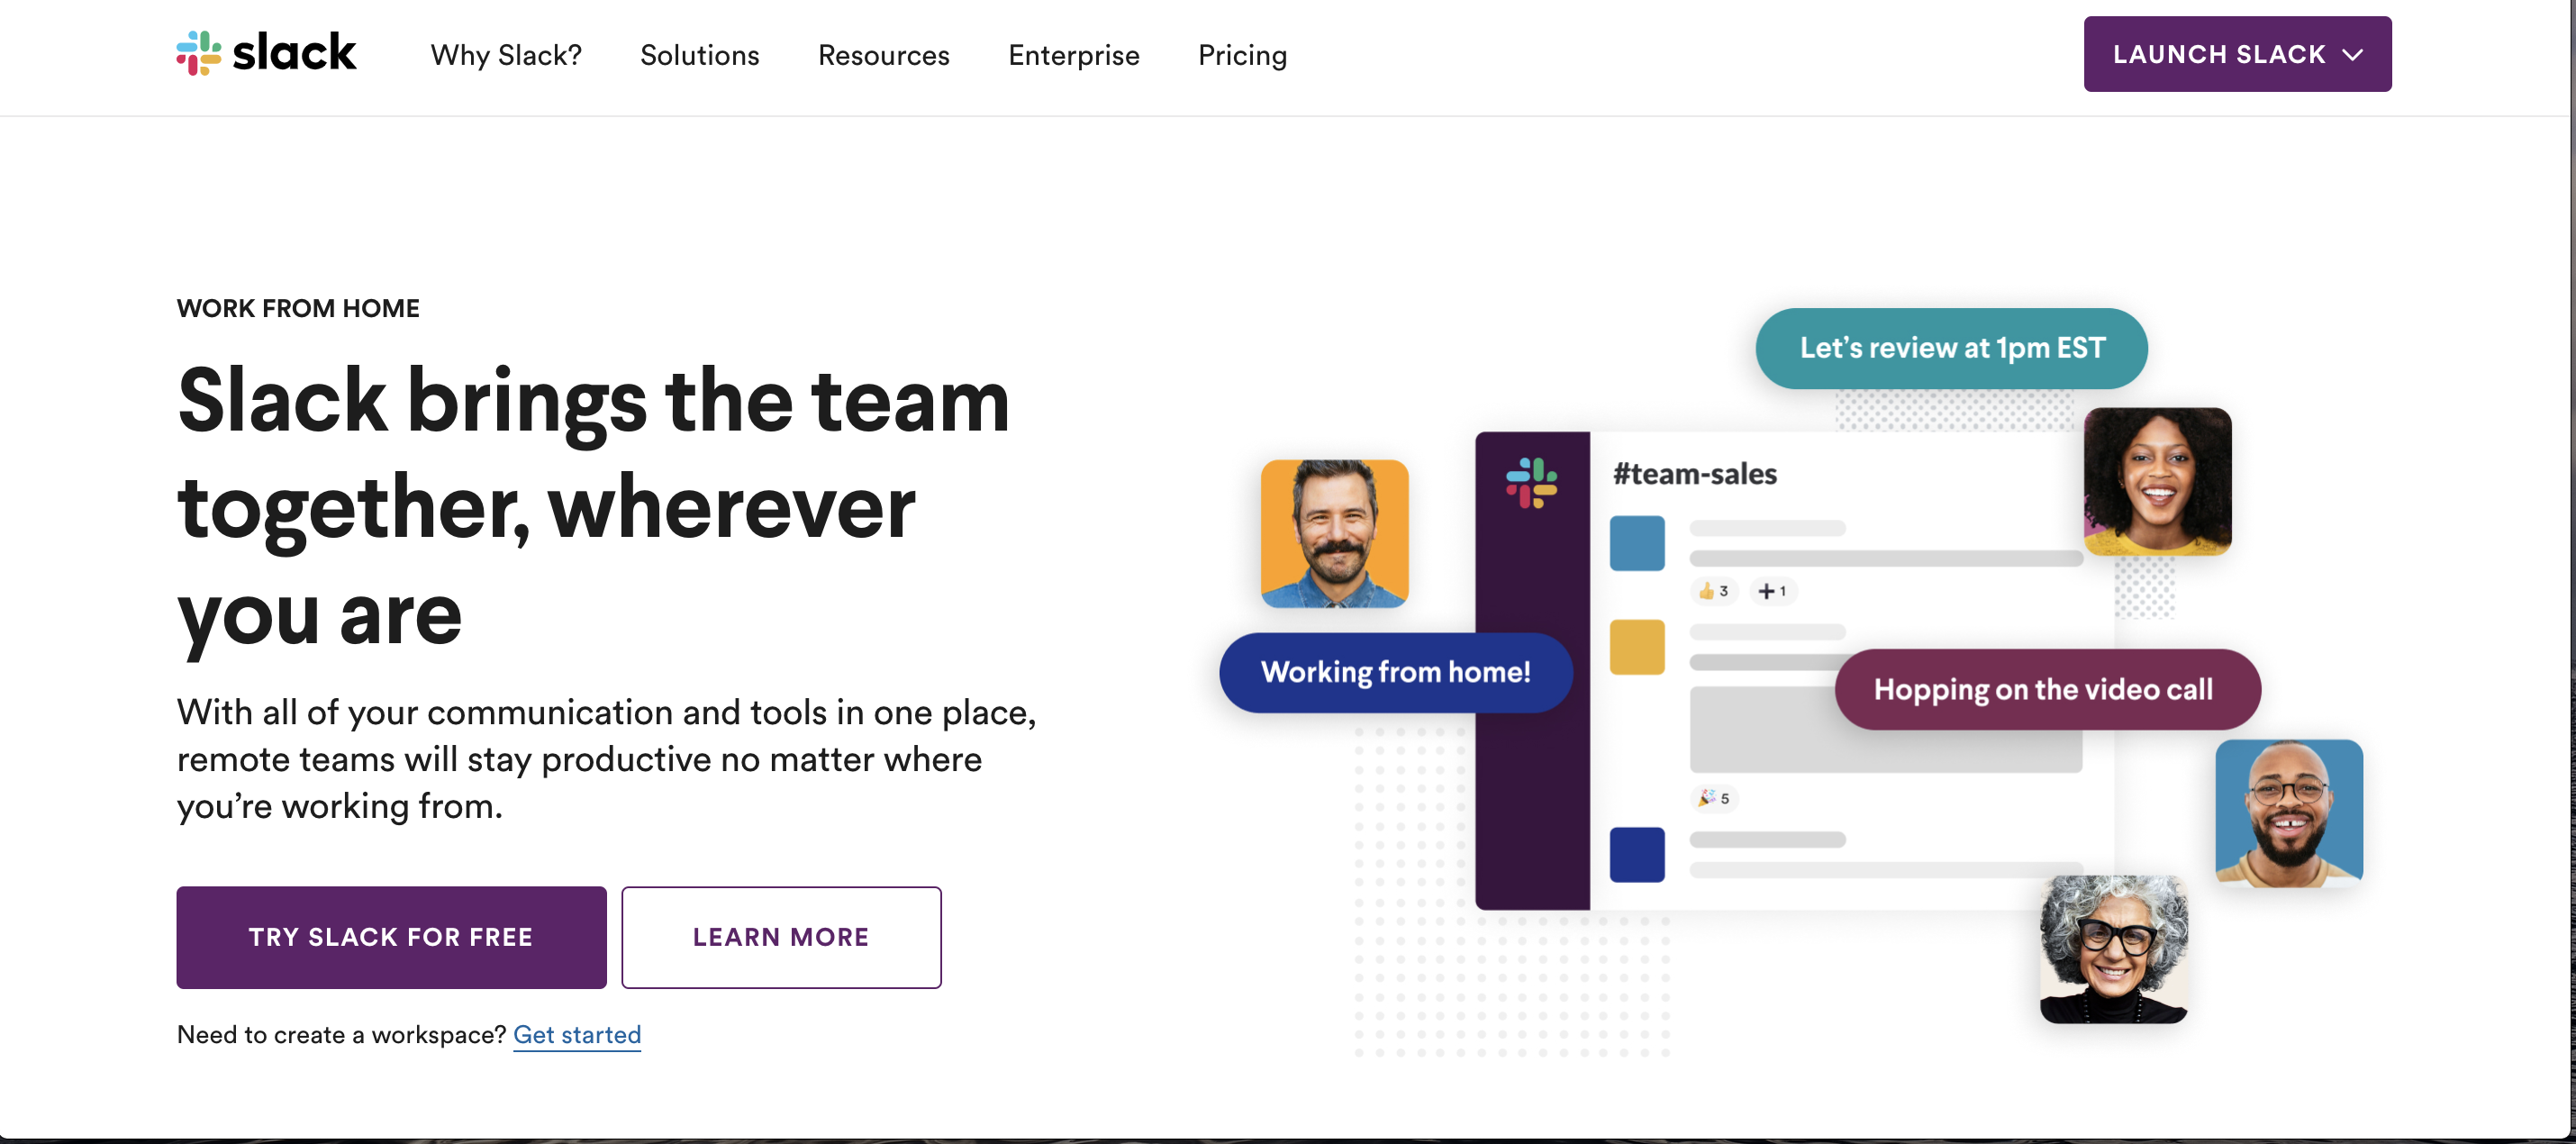 slack
Why Slack?
Solutions
Resources
Enterprise
Pricing
LAUNCH SLACK
WORK FROM HOME
Slack brings the team
together, wherever
you are
With all of your communication and tools in one place,
remote teams will stay productive no matter where
you’re working from.
TRY SLACK FOR FREE
LEARN MORE
Need to create a workspace? Get started
Let’s review at 1pm EST
#team-sales
3
1
Working from home!
Hopping on the video call
5